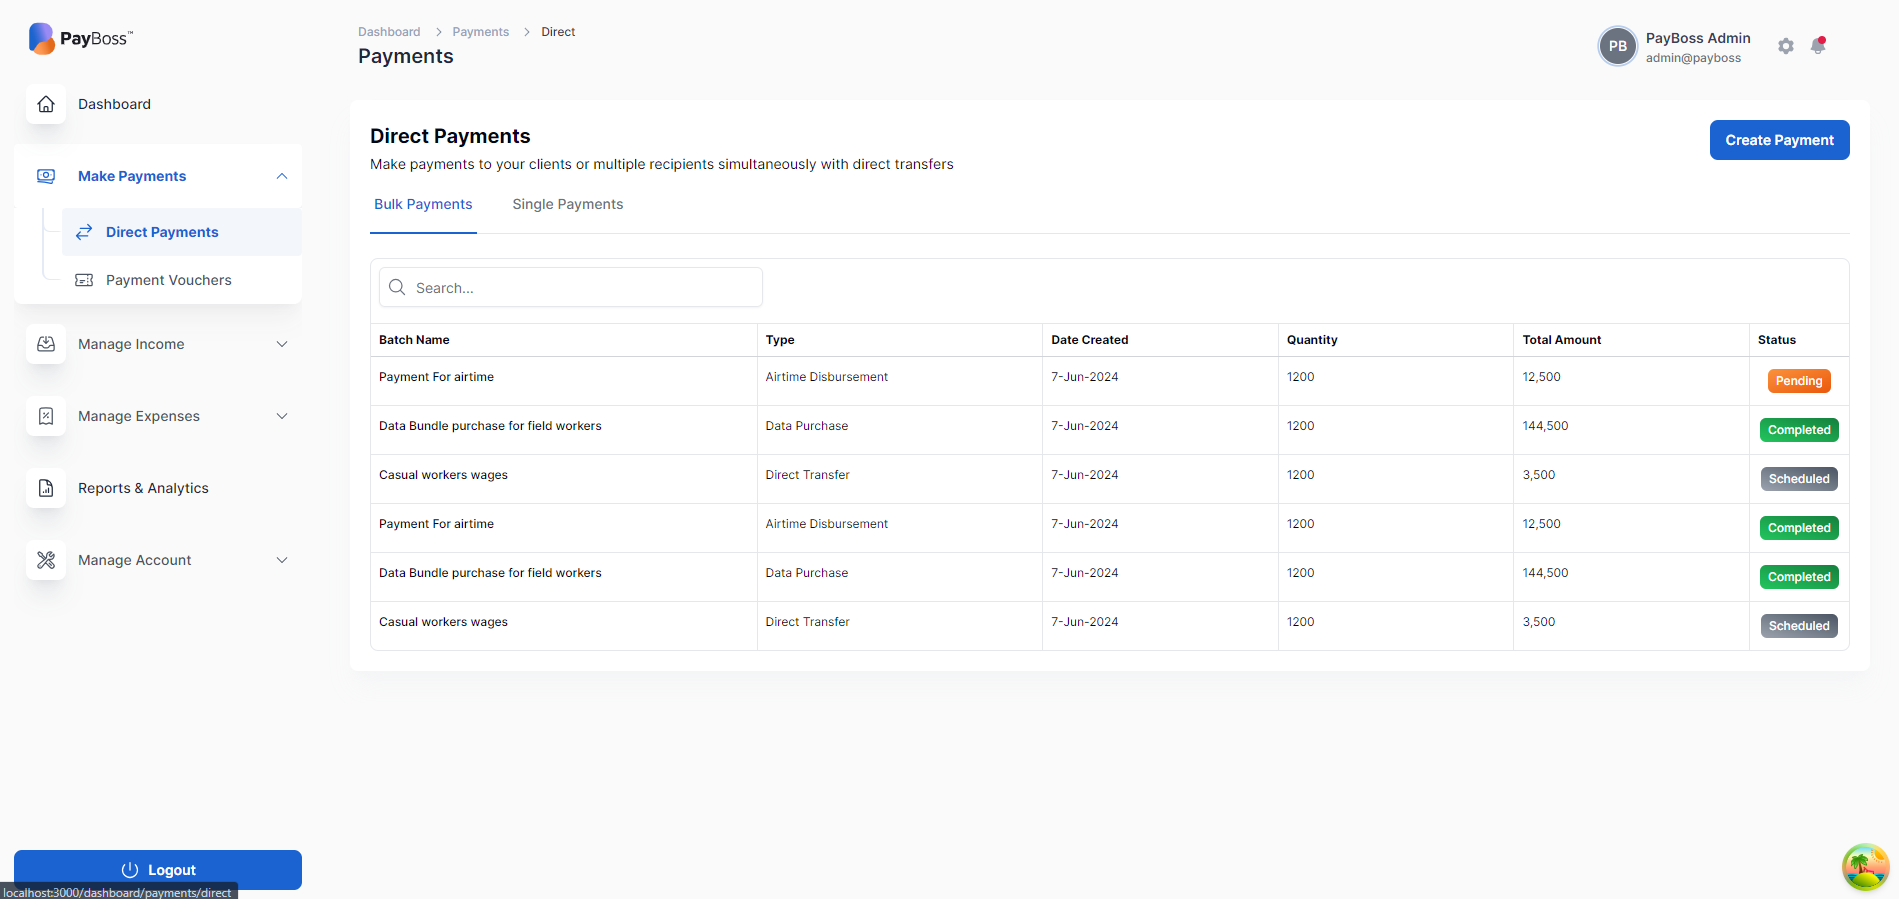 PayBoss™
Dashboard
Make Payments
Direct Payments
Payment Vouchers
Manage Income
Manage Expenses
Reports & Analytics
Manage Account
Logout
localhost:3000/dashboard/payments/direct
Dashboard > Payments > Direct
Payments
PB
PayBoss Admin
admin@payboss
Direct Payments
Make payments to your clients or multiple recipients simultaneously with direct transfers
Create Payment
Bulk Payments Single Payments
Search...
Batch Name Type Date Created Quantity Total Amount Status
Payment For airtime Airtime Disbursement 7-Jun-2024 1200 12,500 Pending
Data Bundle purchase for field workers Data Purchase 7-Jun-2024 1200 144,500 Completed
Casual workers wages Direct Transfer 7-Jun-2024 1200 3,500 Scheduled
Payment For airtime Airtime Disbursement 7-Jun-2024 1200 12,500 Completed
Data Bundle purchase for field workers Data Purchase 7-Jun-2024 1200 144,500 Completed
Casual workers wages Direct Transfer 7-Jun-2024 1200 3,500 Scheduled